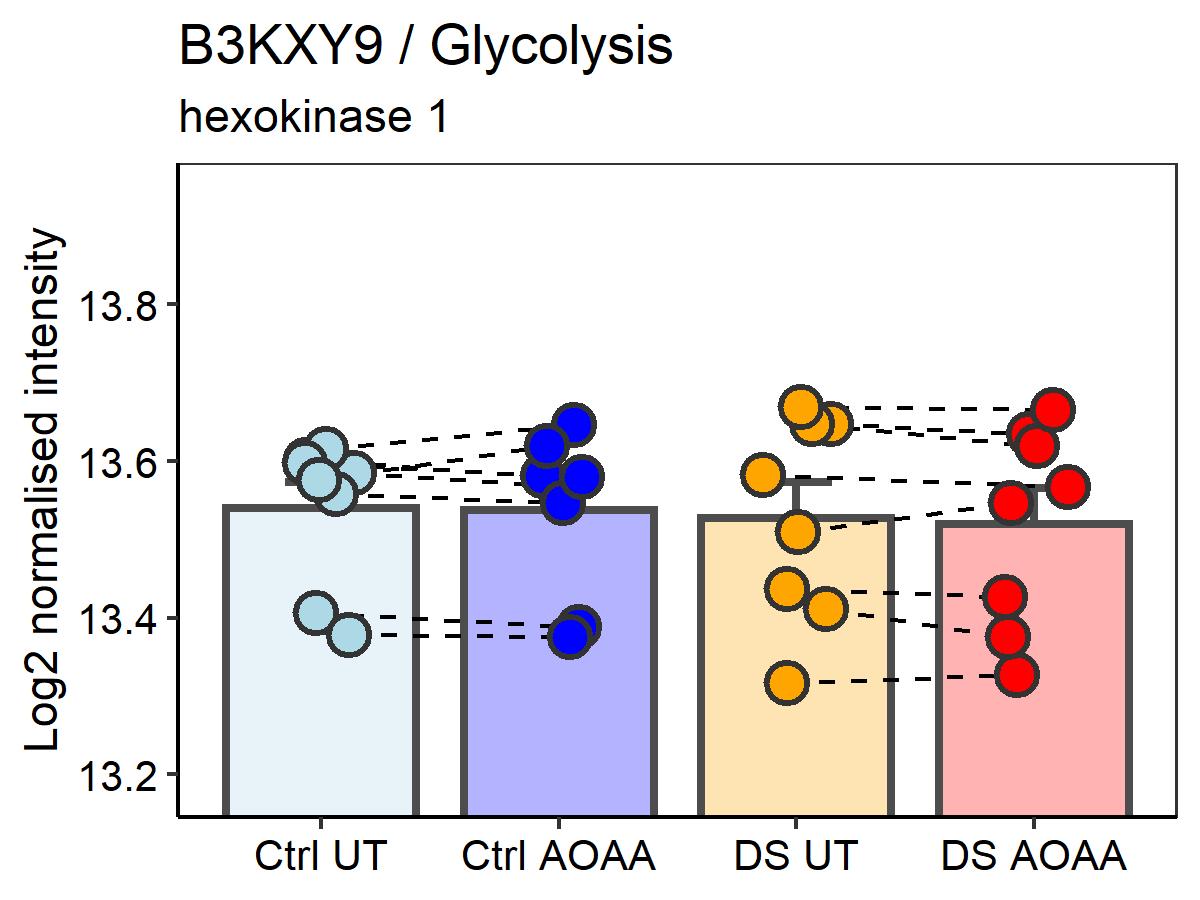 B3KXY9 / Glycolysis
hexokinase 1
Log2 normalised intensity
13.8
13.6
13.4
13.2
Ctrl UT
Ctrl AOAA
DS UT
DS AOAA